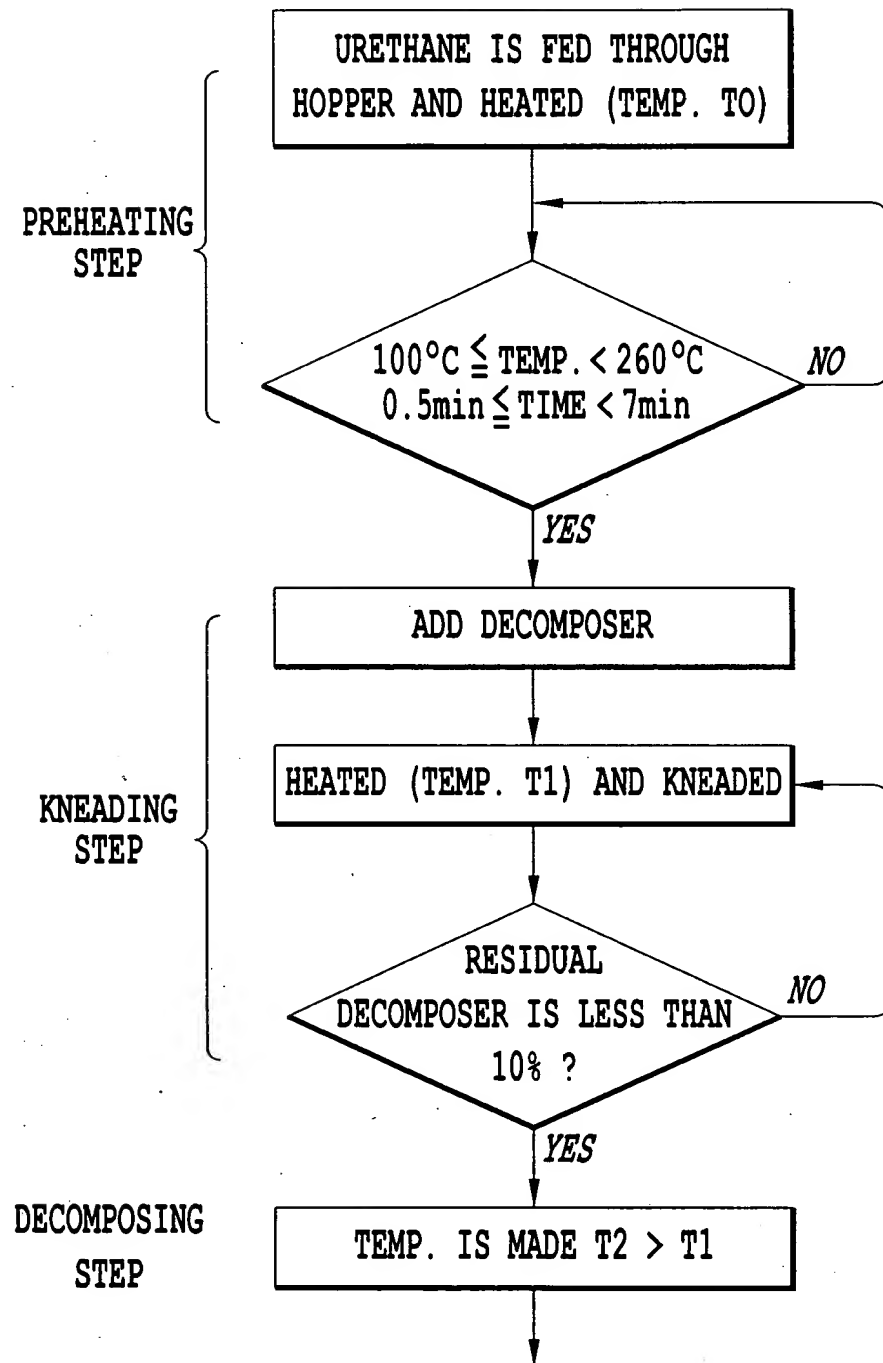 URETHANE IS FED THROUGH
HOPPER AND HEATED (TEMP. TO)
PREHEATING
STEP
100°C ≦ TEMP. < 260°C
0.5min ≦ TIME < 7min
NO
YES
ADD DECOMPOSER
HEATED (TEMP. T1) AND KNEADED
KNEADING
STEP
RESIDUAL
DECOMPOSER IS LESS THAN
10% ?
NO
YES
DECOMPOSING
STEP
TEMP. IS MADE T2 > T1